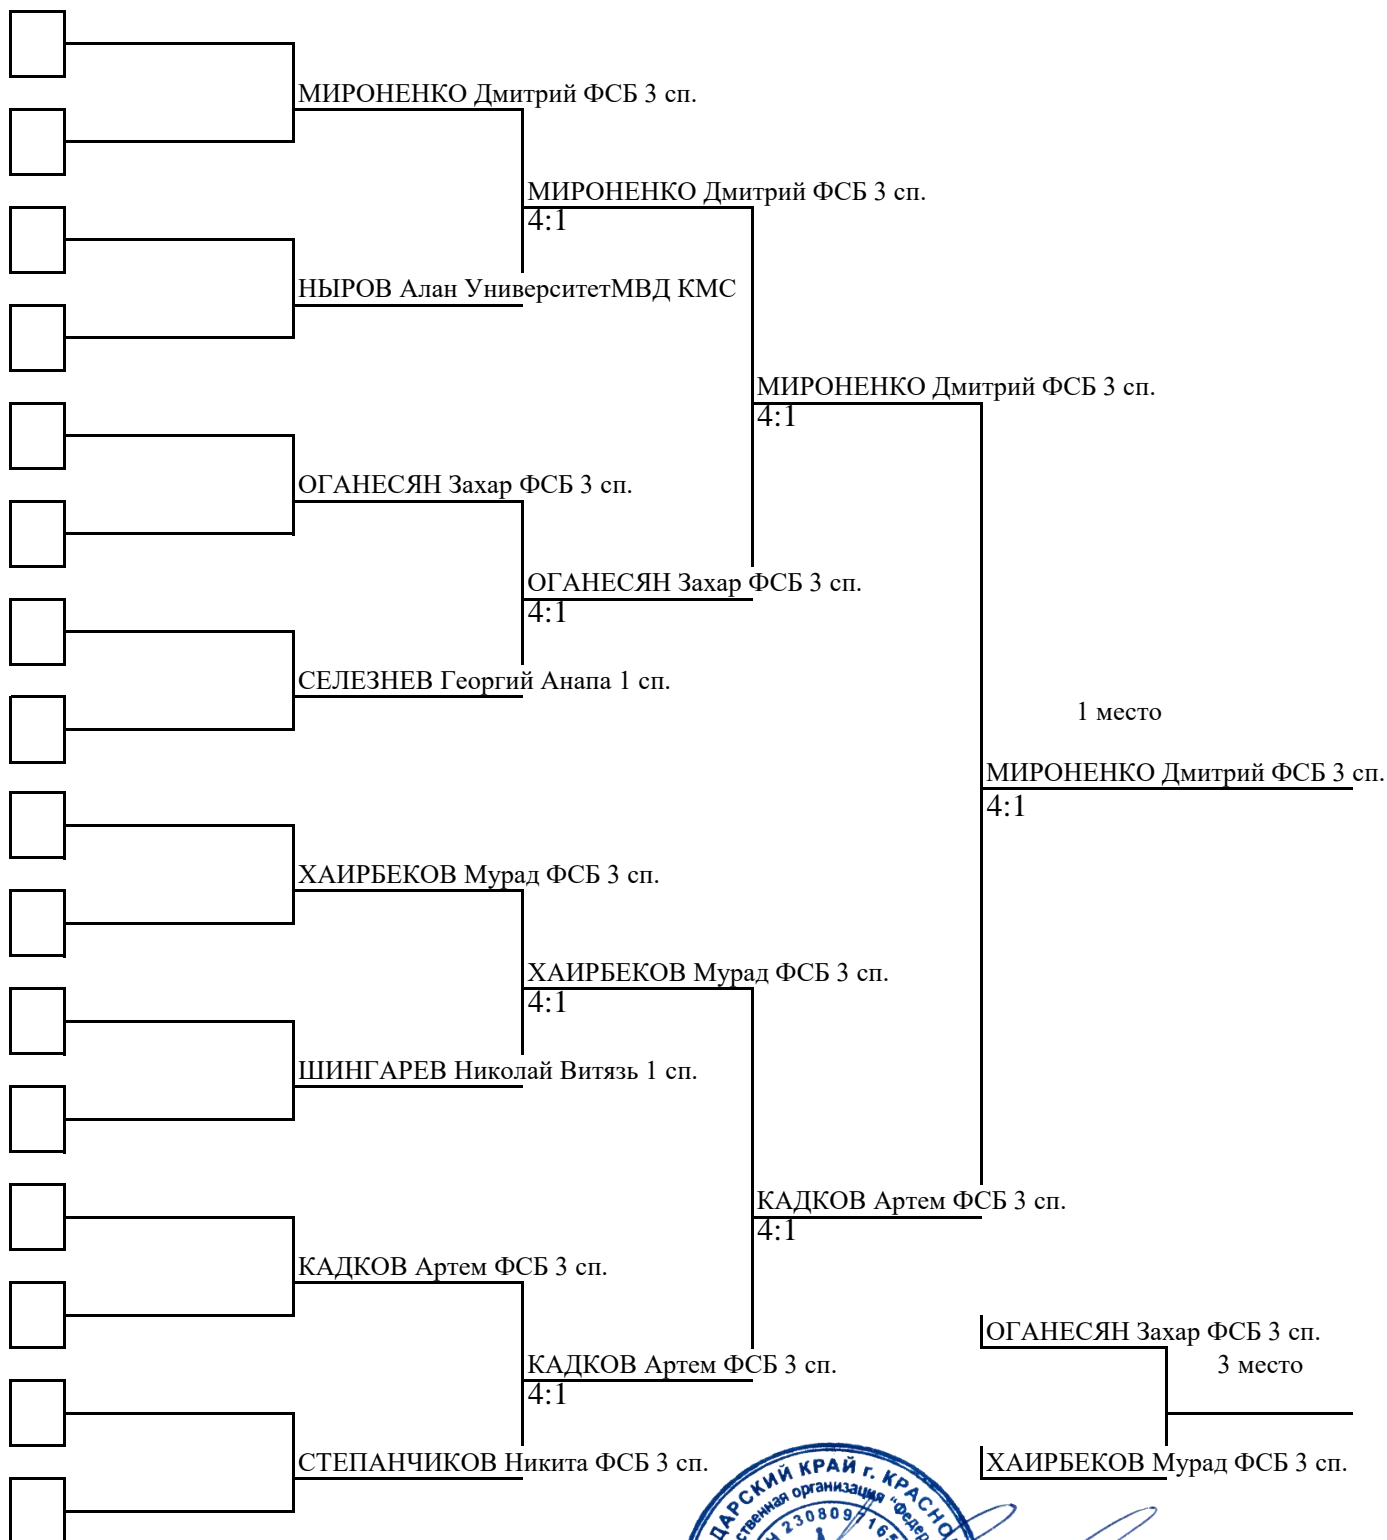 МИРОНЕНКО Дмитрий ФСБ 3 сп.
МИРОНЕНКО Дмитрий ФСБ 3 сп.
4:1
НЫРОВ Алан УниверситетМВД КМС
МИРОНЕНКО Дмитрий ФСБ 3 сп.
4:1
ОГАНЕСЯН Захар ФСБ 3 сп.
ОГАНЕСЯН Захар ФСБ 3 сп.
4:1
СЕЛЕЗНЕВ Георгий Анапа 1 сп.
1 место
МИРОНЕНКО Дмитрий ФСБ 3 сп.
4:1
ХАИРБЕКОВ Мурад ФСБ 3 сп.
ХАИРБЕКОВ Мурад ФСБ 3 сп.
4:1
ШИНГАРЕВ Николай Витязь 1 сп.
КАДКОВ Артем ФСБ 3 сп.
4:1
КАДКОВ Артем ФСБ 3 сп.
ОГАНЕСЯН Захар ФСБ 3 сп.
КАДКОВ Артем ФСБ 3 сп.
3 место
4:1
СТЕПАНЧИКОВ Никита ФСБ 3 сп.
ХАИРБЕКОВ Мурад ФСБ 3 сп.
ДАРСКИЙ КРАЙ г. КРАСНО
ственная организация "Федер
2308097165